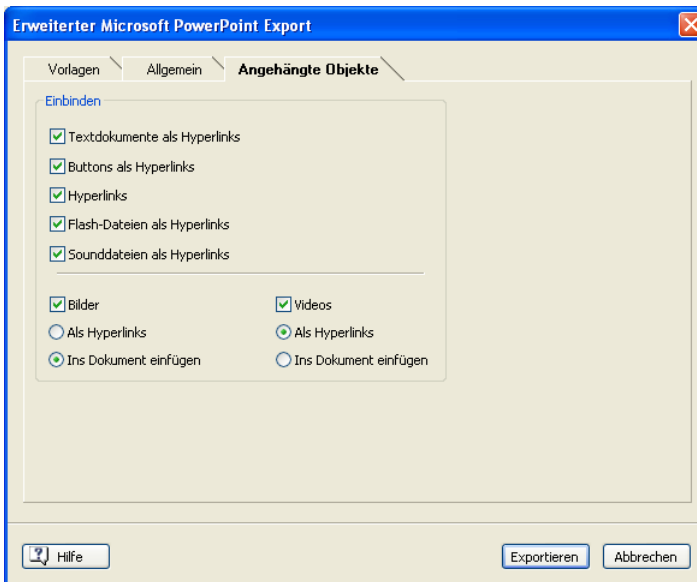 Erweiterter Microsoft PowerPoint Export
Vorlagen Allgemein Angehängte Objekte
Einbinden
Textdokumente als Hyperlinks
Buttons als Hyperlinks
Hyperlinks
Flash-Dateien als Hyperlinks
Sounddateien als Hyperlinks
Bilder Videos
Als Hyperlinks Als Hyperlinks
Ins Dokument einfügen Ins Dokument einfügen
Hilfe Exportieren Abbrechen